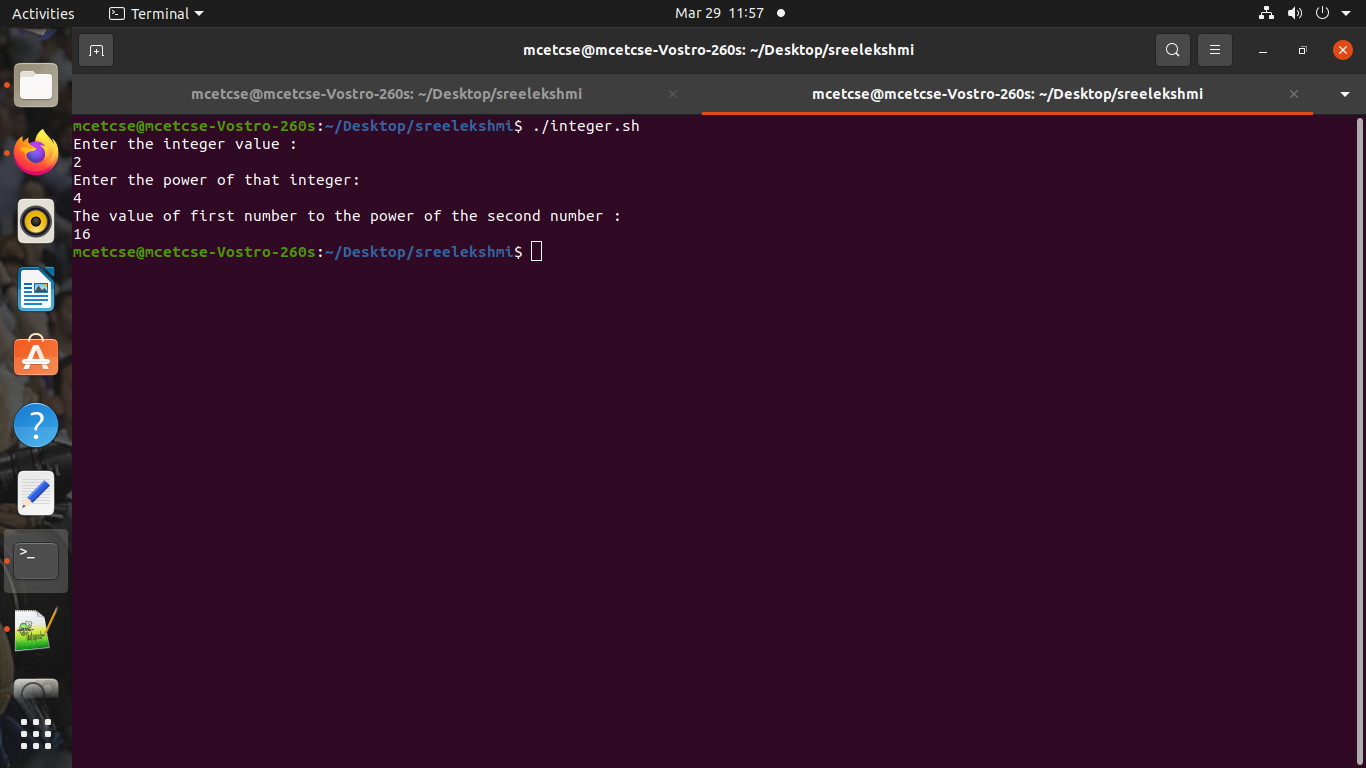 Activities Terminal Mar 29 11:57
mcetcse@mcetcse-Vostro-260s: ~/Desktop/sreelekshmi
mcetcse@mcetcse-Vostro-260s: ~/Desktop/sreelekshmi mcetcse@mcetcse-Vostro-260s: ~/Desktop/sreelekshmi
mcetcse@mcetcse-Vostro-260s:~/Desktop/sreelekshmi$ ./integer.sh
Enter the integer value :
2
Enter the power of that integer:
4
The value of first number to the power of the second number :
16
mcetcse@mcetcse-Vostro-260s:~/Desktop/sreelekshmi$